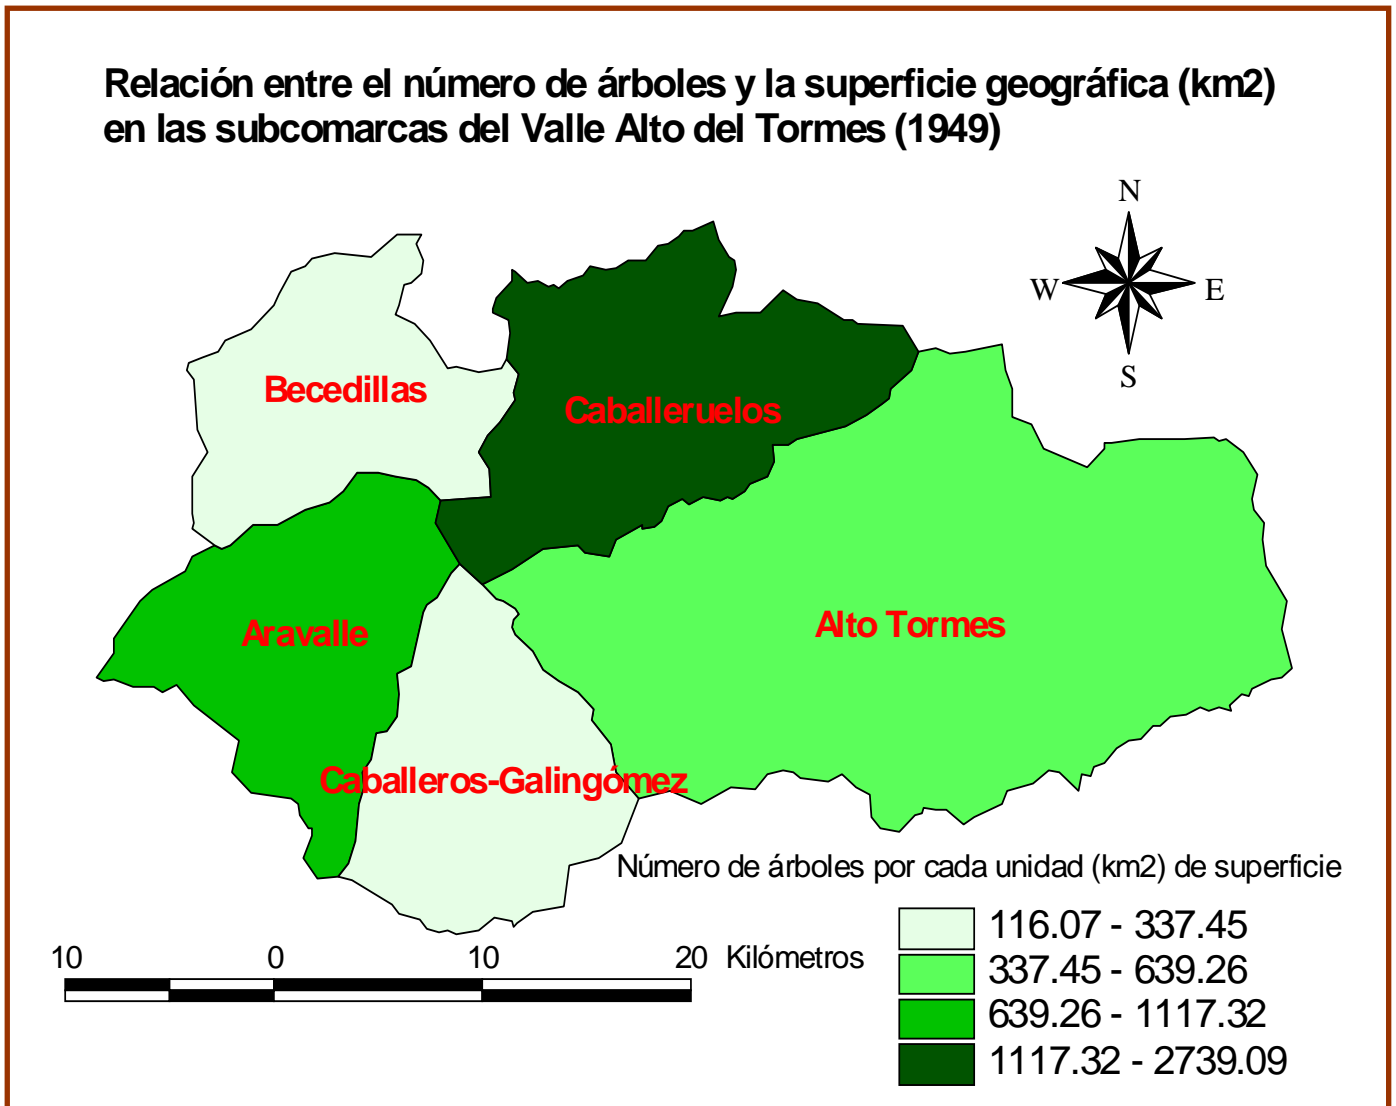 Relación entre el número de árboles y la superficie geográfica (km2)
en las subcomarcas del Valle Alto del Tormes (1949)
N
W
E
S
Becedillas
Caballeruelos
Aravalle
Alto Tormes
Caballeros-Galingómez
Número de árboles por cada unidad (km2) de superficie
116.07 - 337.45
337.45 - 639.26
639.26 - 1117.32
1117.32 - 2739.09
10 0 10 20 Kilómetros